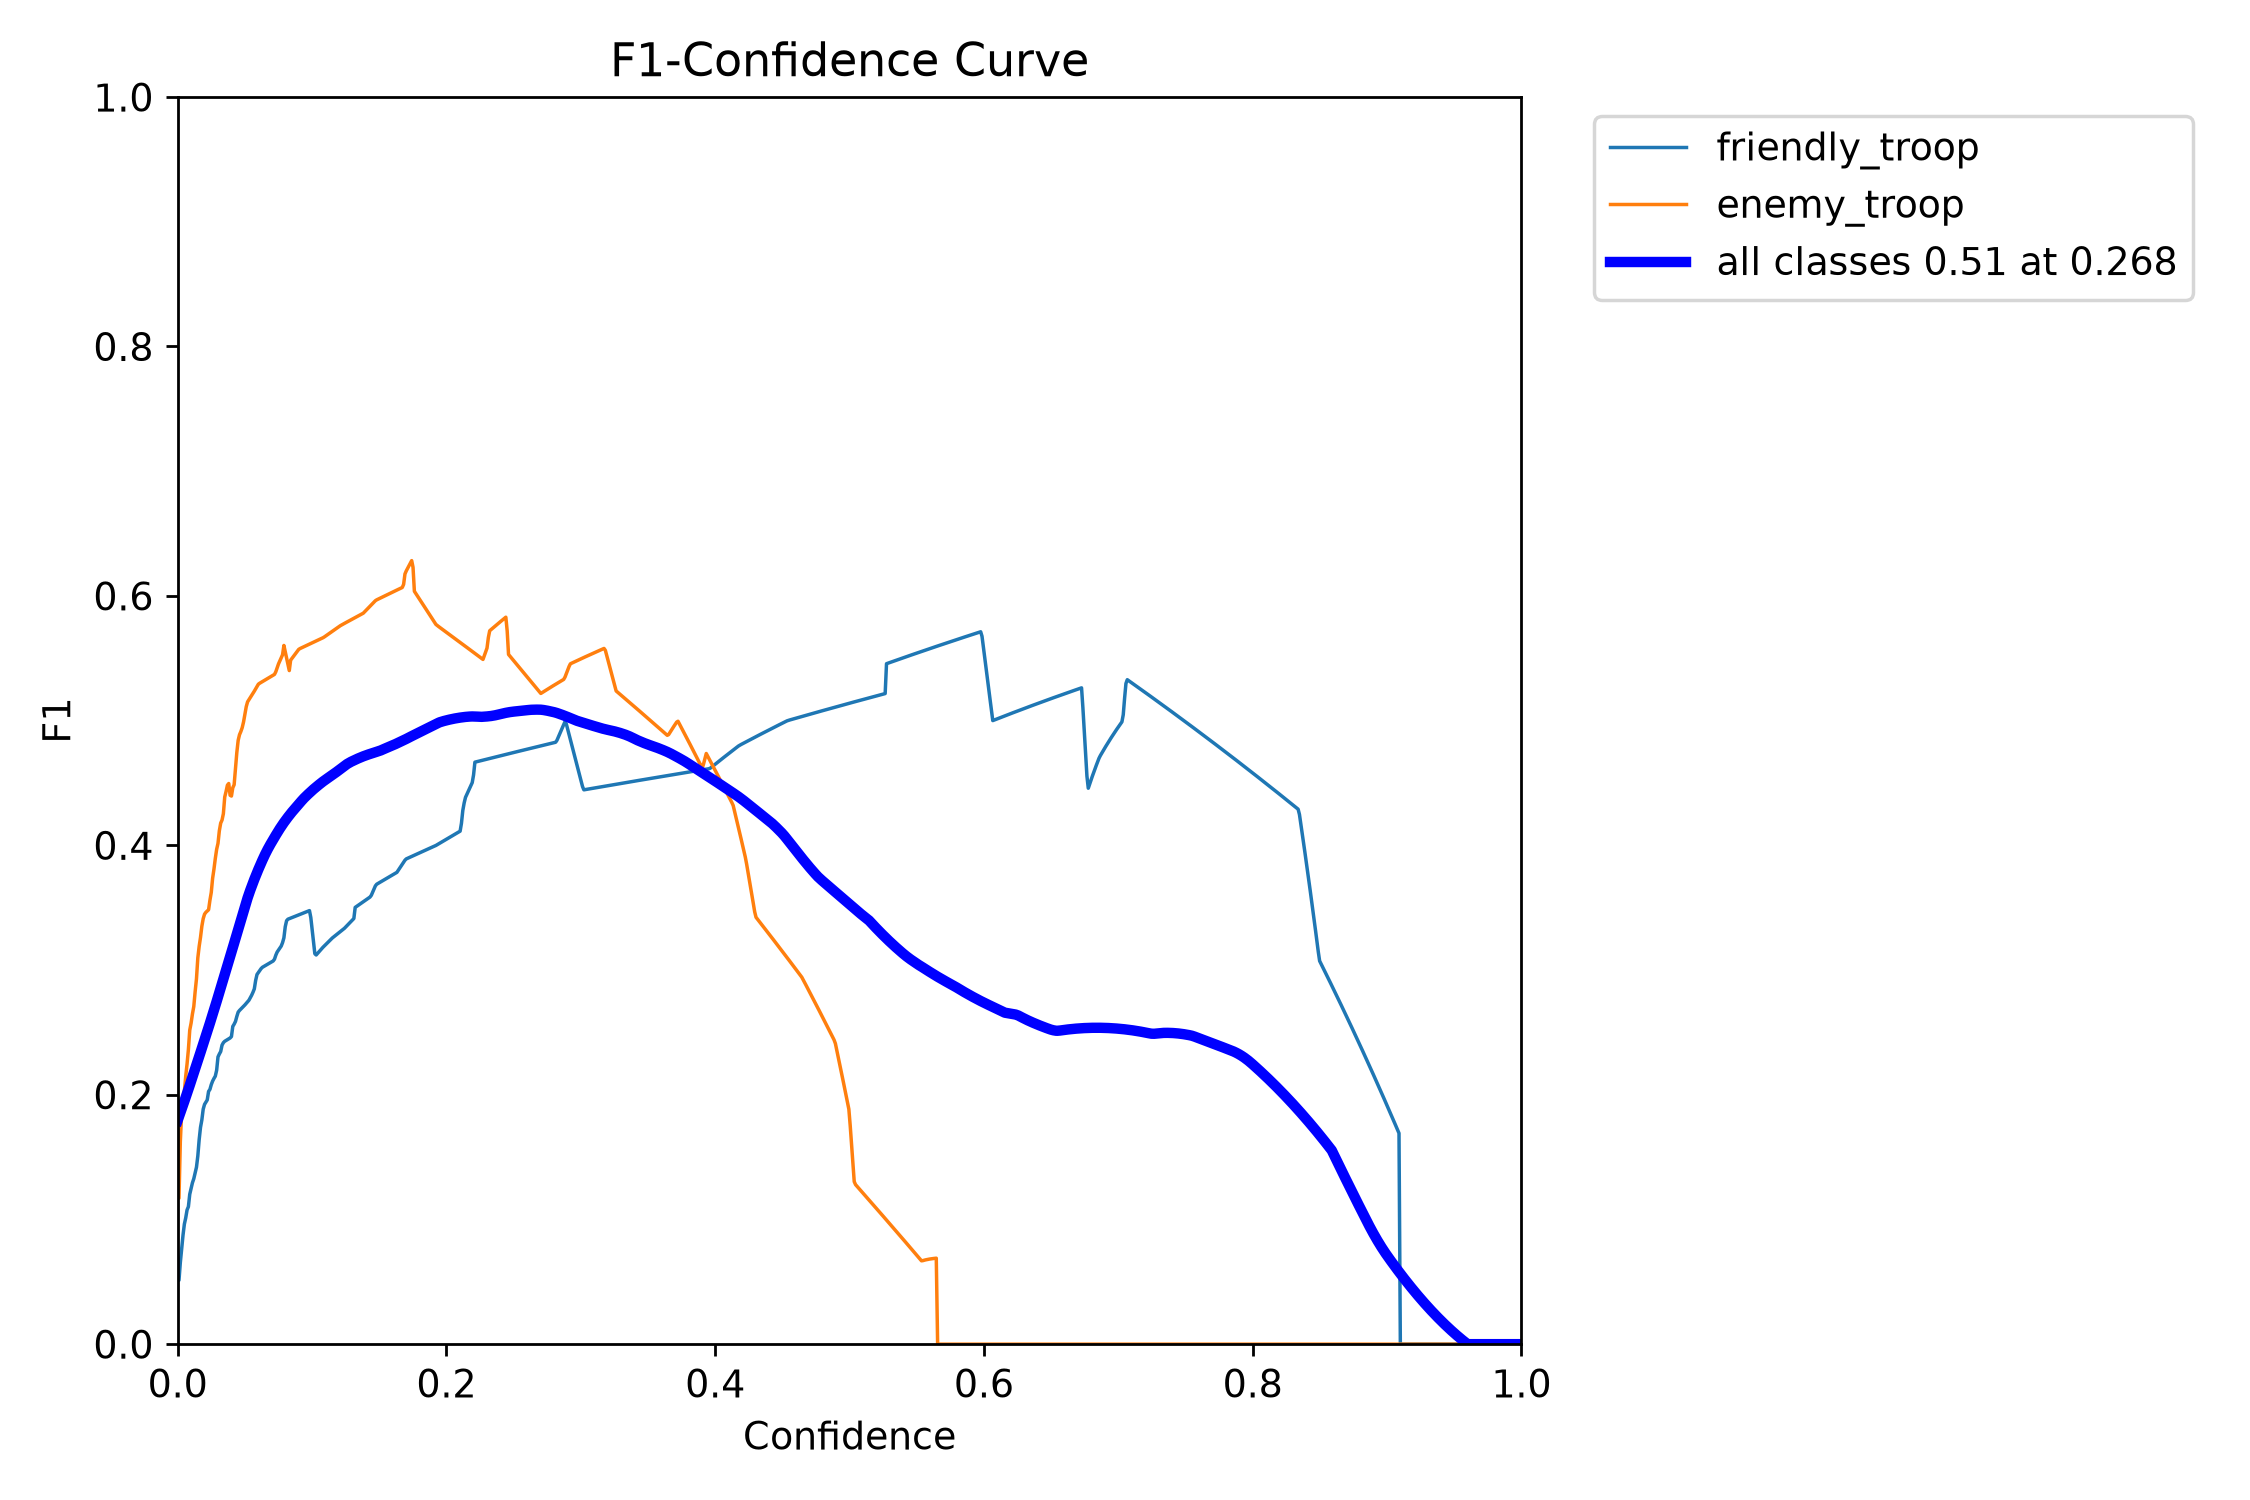 F1-Confidence Curve
1.0
0.8
0.6
0.4
0.2
0.0
F1
0.0 0.2 0.4 0.6 0.8 1.0
Confidence
friendly_troop
enemy_troop
all classes 0.51 at 0.268